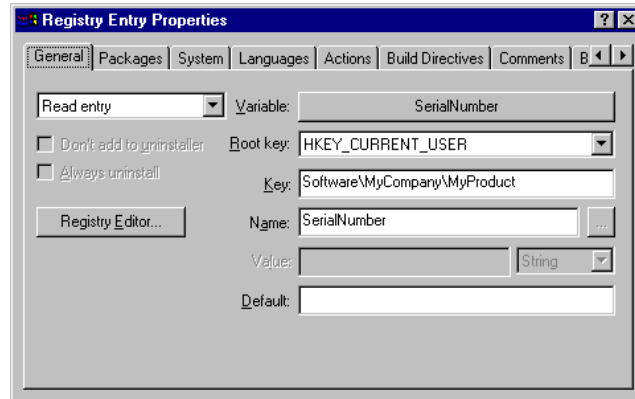 Registry Entry Properties
General Packages System Languages Actions Build Directives Comments B
Read entry Variable: SerialNumber
Don't add to uninstaller Root key: HKEY_CURRENT_USER
Always uninstall Key: Software\MyCompany\MyProduct
Registry Editor... Name: SerialNumber ...
Value: String
Default: